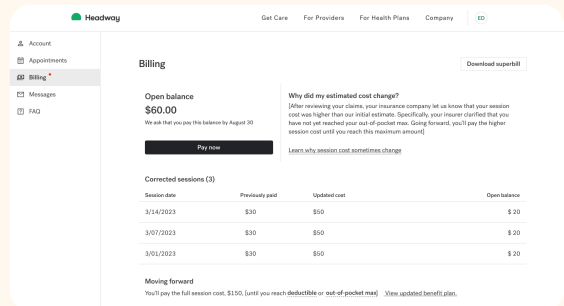 Headway
Get Care For Providers For Health Plans Company ED
Account
Appointments
Billing
Messages
FAQ
Billing
Download superbill
Open balance
$60.00
We ask that you pay this balance by August 30
Pay now
Why did my estimated cost change?
[After reviewing your claims, your insurance company let us know that your session
cost was higher than our initial estimate. Specifically, your insurer clarified that you
have not yet reached your out-of-pocket max. Going forward, you'll pay the higher
session cost until you reach this maximum amount]
Learn why session cost sometimes change
Corrected sessions (3)
Session date Previously paid Updated cost Open balance
3/14/2023 $30 $50 $ 20
3/07/2023 $30 $50 $ 20
3/01/2023 $30 $50 $ 20
Moving forward
You'll pay the full session cost, $150, [until you reach deductible or out-of-pocket max] View updated benefit plan.